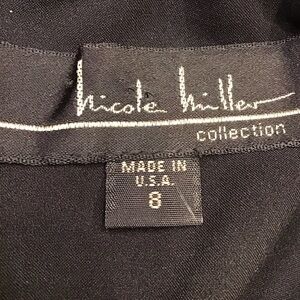 nicole miller
collection
MADE IN
U.S.A.
8